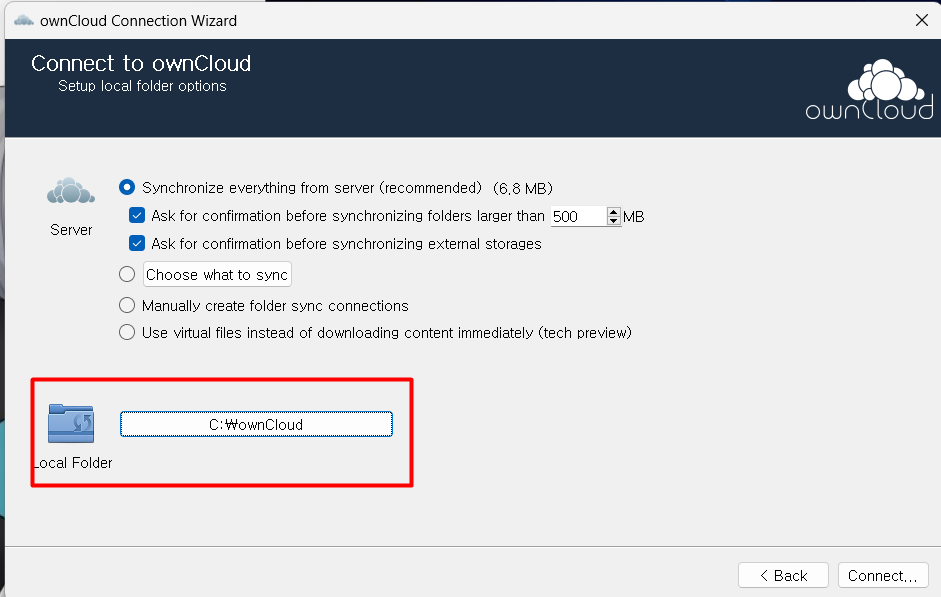 ownCloud Connection Wizard
Connect to ownCloud
Setup local folder options
ownCloud
Synchronize everything from server (recommended) (6,8 MB)
Ask for confirmation before synchronizing folders larger than 500 MB
Server
Ask for confirmation before synchronizing external storages
Choose what to sync
Manually create folder sync connections
Use virtual files instead of downloading content immediately (tech preview)
C:₩ownCloud
Local Folder
< Back
Connect,,,